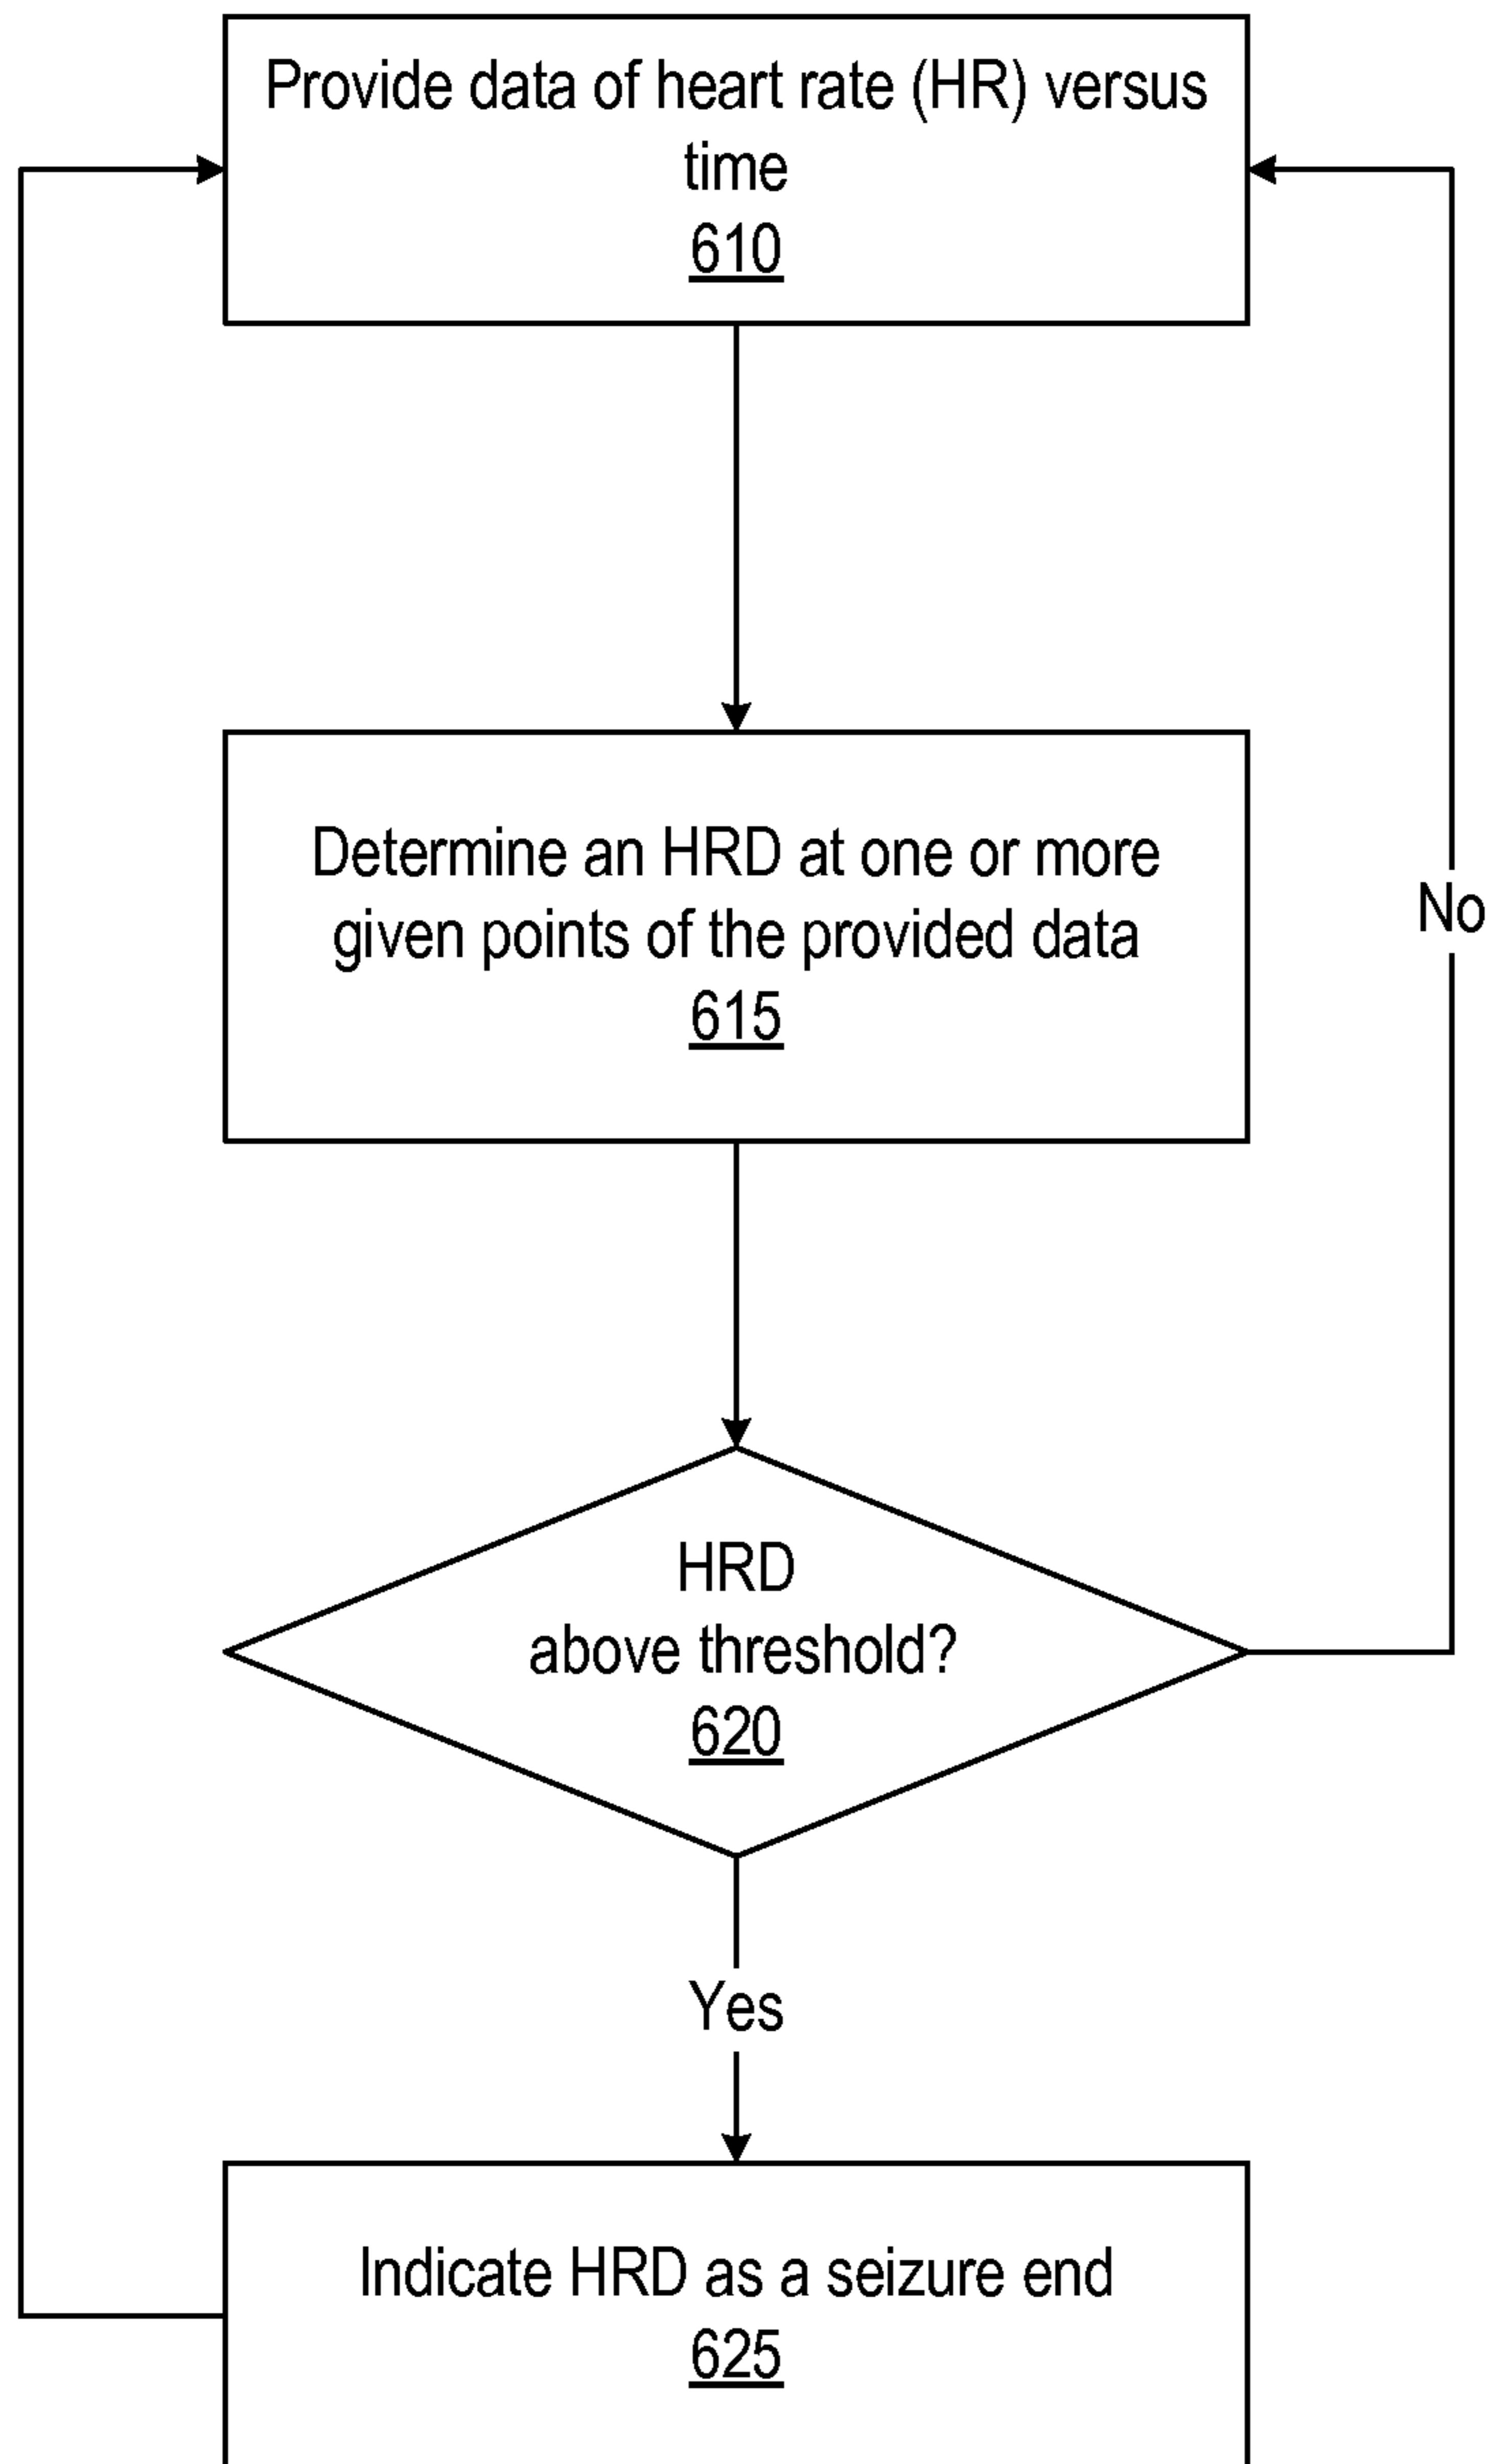 Provide data of heart rate (HR) versus
time
610
Determine an HRD at one or more
given points of the provided data
615
No
HRD
above threshold?
620
Yes
Indicate HRD as a seizure end
625